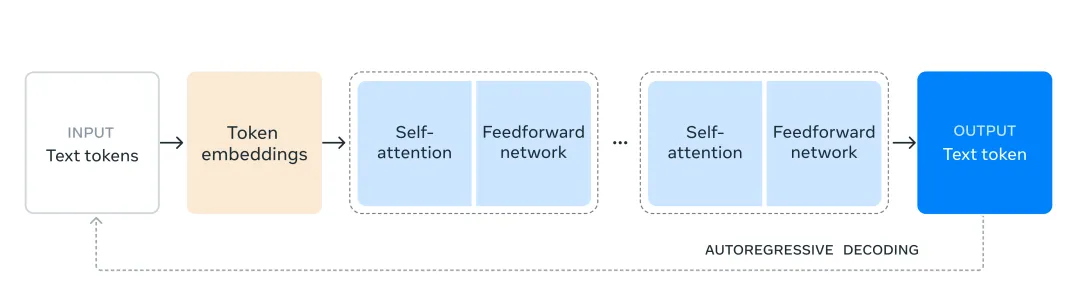 INPUT
Text tokens
Token
embeddings
Self-
attention
Feedforward
network
...
Self-
attention
Feedforward
network
OUTPUT
Text token
AUTOREGRESSIVE DECODING